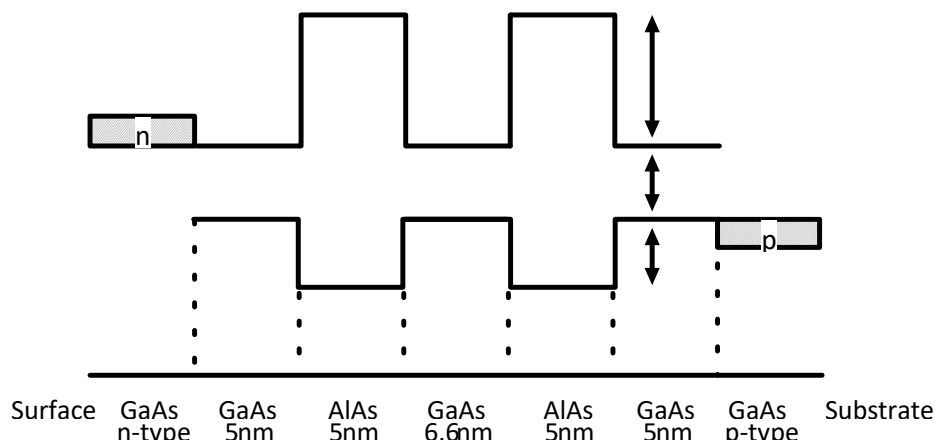 n
p
Surface GaAs GaAs AlAs GaAs AlAs GaAs GaAs Substrate
n-type 5nm 5nm 6.6nm 5nm 5nm p-type